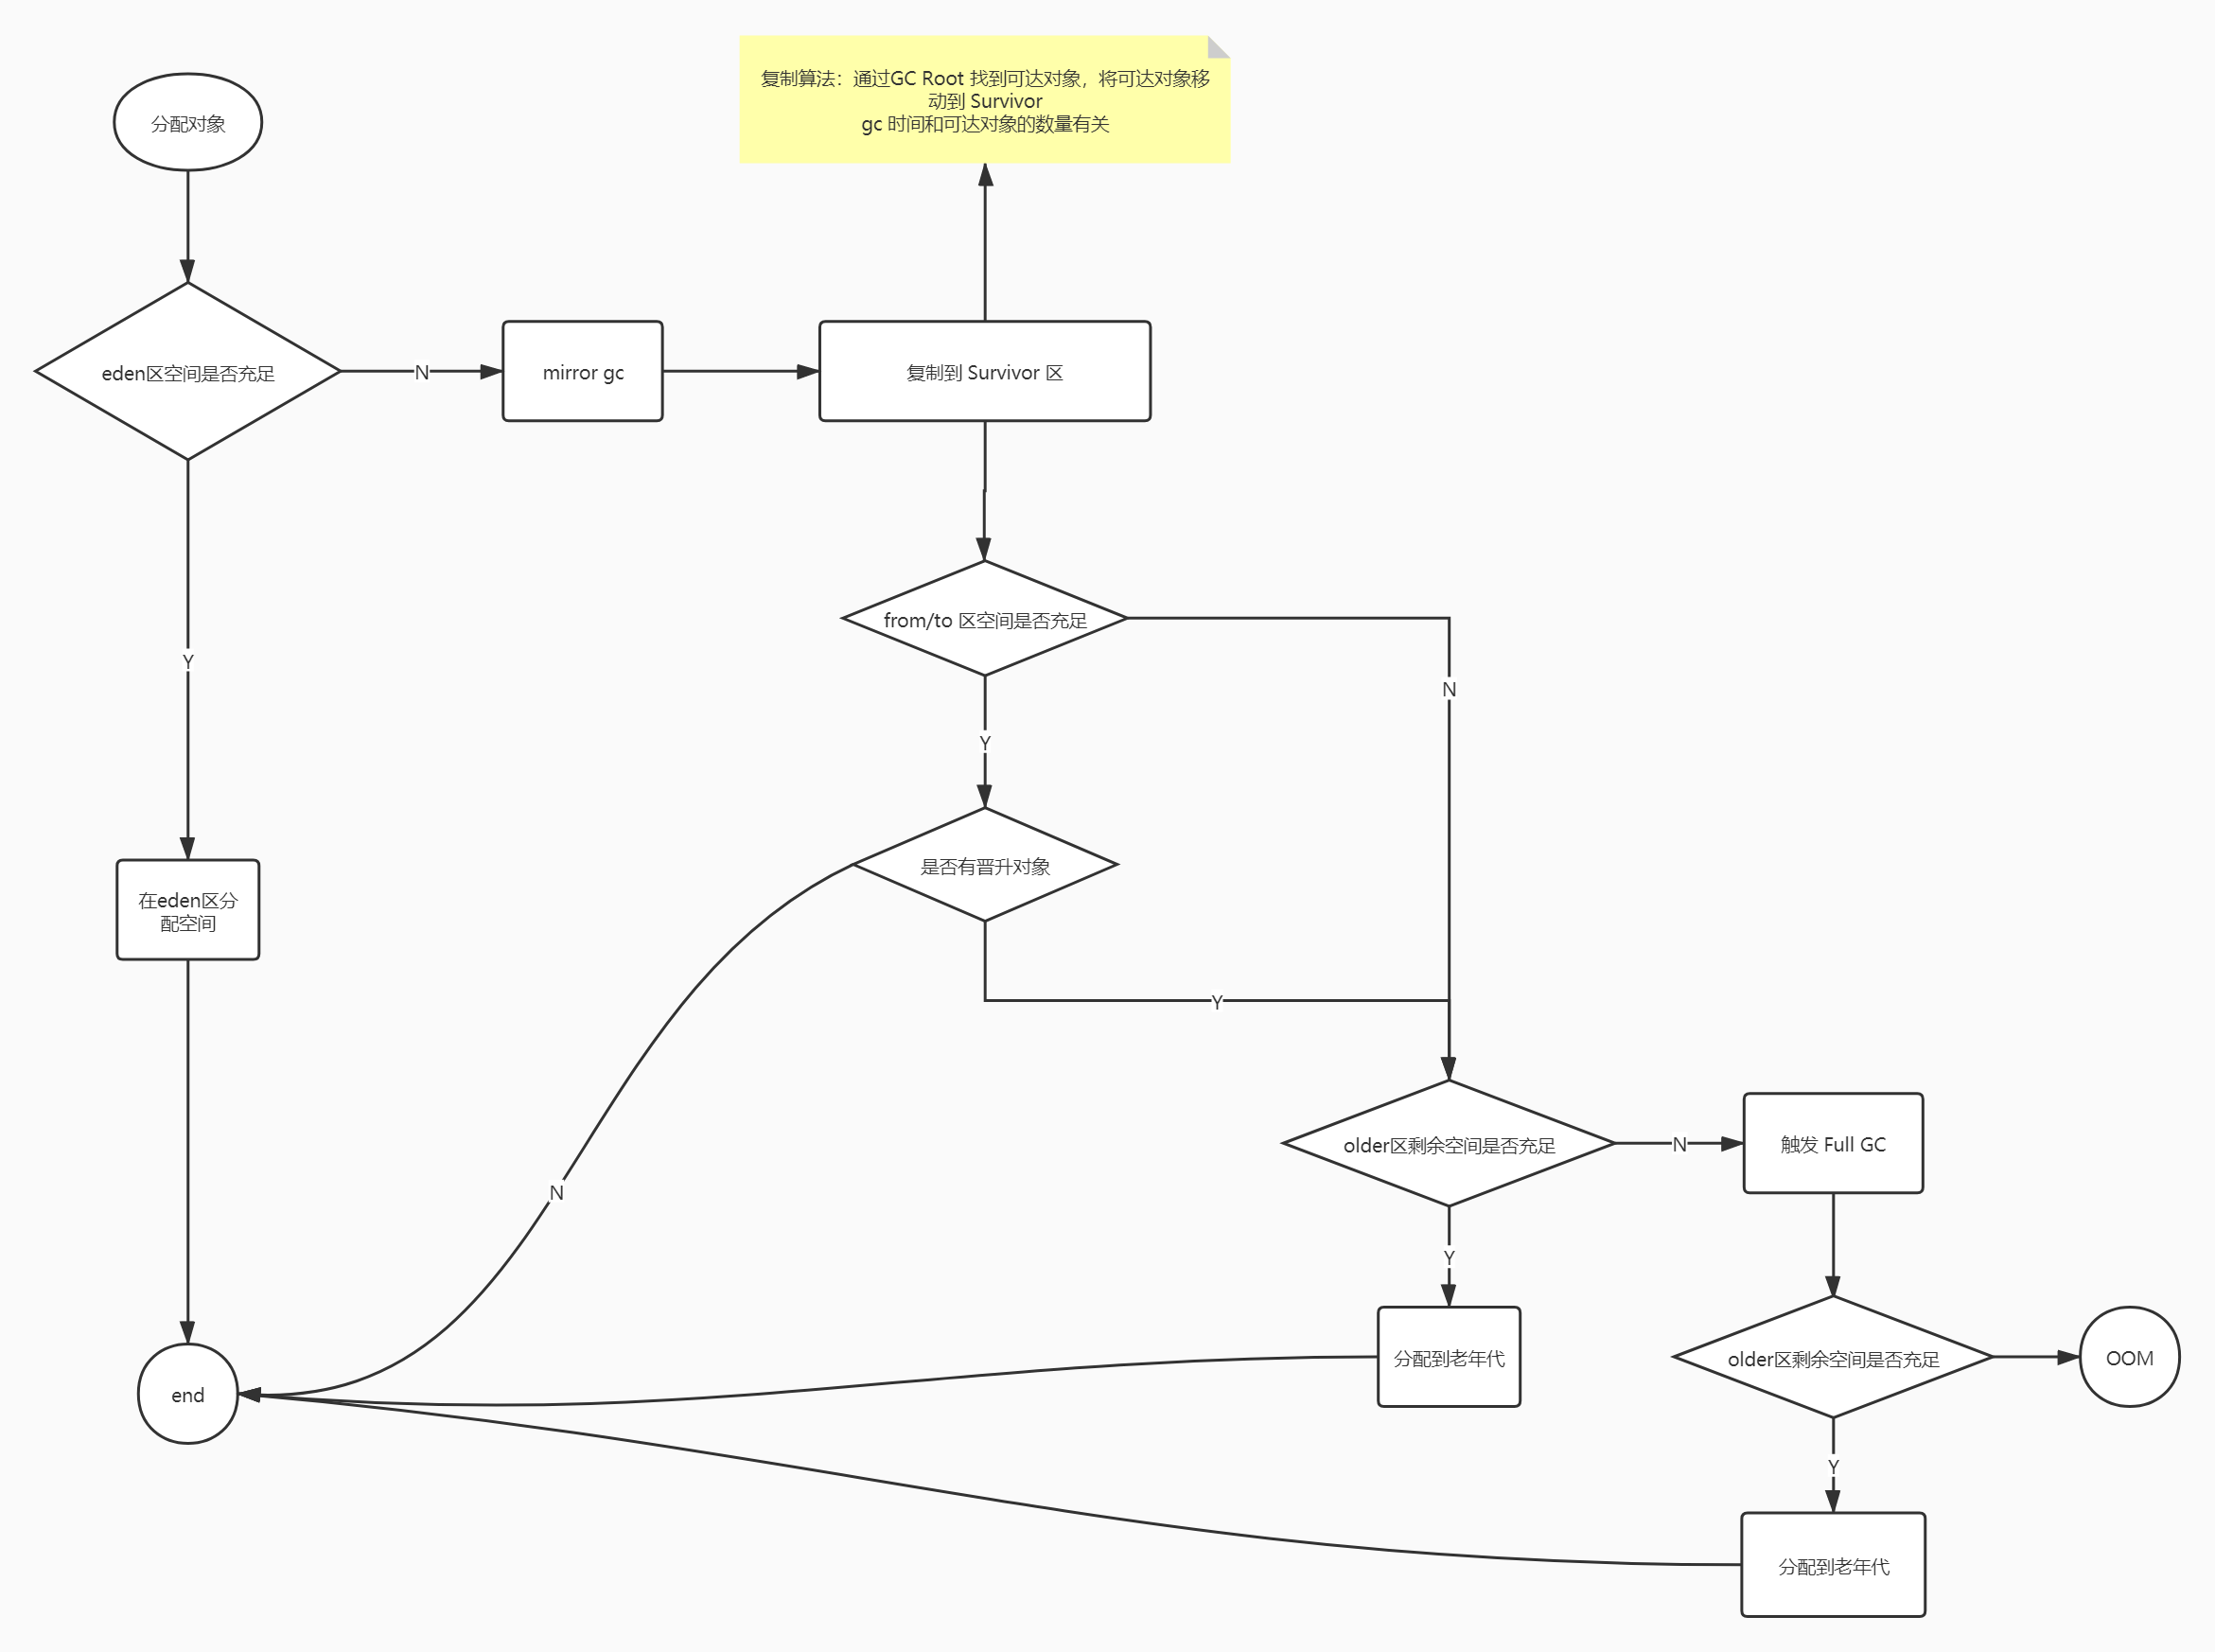 复制算法：通过GC Root 找到可达对象，将可达对象移
动到 Survivor
gc 时间和可达对象的数量有关
分配对象
eden区空间是否充足
N
mirror gc
复制到 Survivor 区
from/to 区空间是否充足
Y
N
Y
是否有晋升对象
在eden区分
配空间
Y
older区剩余空间是否充足
N
触发 Full GC
N
Y
分配到老年代
older区剩余空间是否充足
OOM
end
Y
分配到老年代